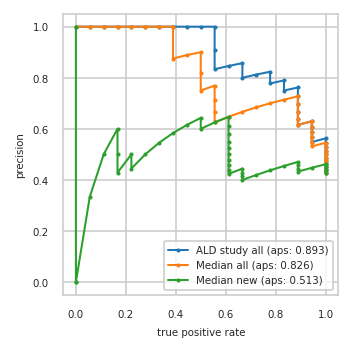 1.0
0.8
0.6
0.4
0.2
0.0
precision
0.0 0.2 0.4 0.6 0.8 1.0
true positive rate
ALD study all (aps: 0.893)
Median all (aps: 0.826)
Median new (aps: 0.513)